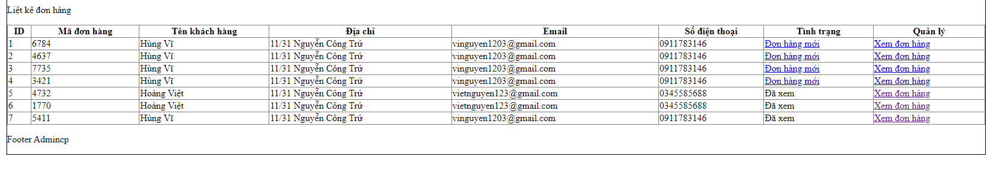 Liệt kê đơn hàng
ID Mã đơn hàng Tên khách hàng Địa chỉ Email Số điện thoại Tình trạng Quản lý
1 6784 Hùng Vĩ 11/31 Nguyễn Công Trứ vinguyen1203@gmail.com 0911783146 Đơn hàng mới Xem đơn hàng
2 4637 Hùng Vĩ 11/31 Nguyễn Công Trứ vinguyen1203@gmail.com 0911783146 Đơn hàng mới Xem đơn hàng
3 7735 Hùng Vĩ 11/31 Nguyễn Công Trứ vinguyen1203@gmail.com 0911783146 Đơn hàng mới Xem đơn hàng
4 3421 Hùng Vĩ 11/31 Nguyễn Công Trứ vinguyen1203@gmail.com 0911783146 Đơn hàng mới Xem đơn hàng
5 4732 Hoàng Việt 11/31 Nguyễn Công Trứ vietnguyen123@gmail.com 0345585688 Đã xem Xem đơn hàng
6 1770 Hoàng Việt 11/31 Nguyễn Công Trứ vietnguyen123@gmail.com 0345585688 Đã xem Xem đơn hàng
7 5411 Hùng Vĩ 11/31 Nguyễn Công Trứ vinguyen1203@gmail.com 0911783146 Đã xem Xem đơn hàng
Footer Admincp